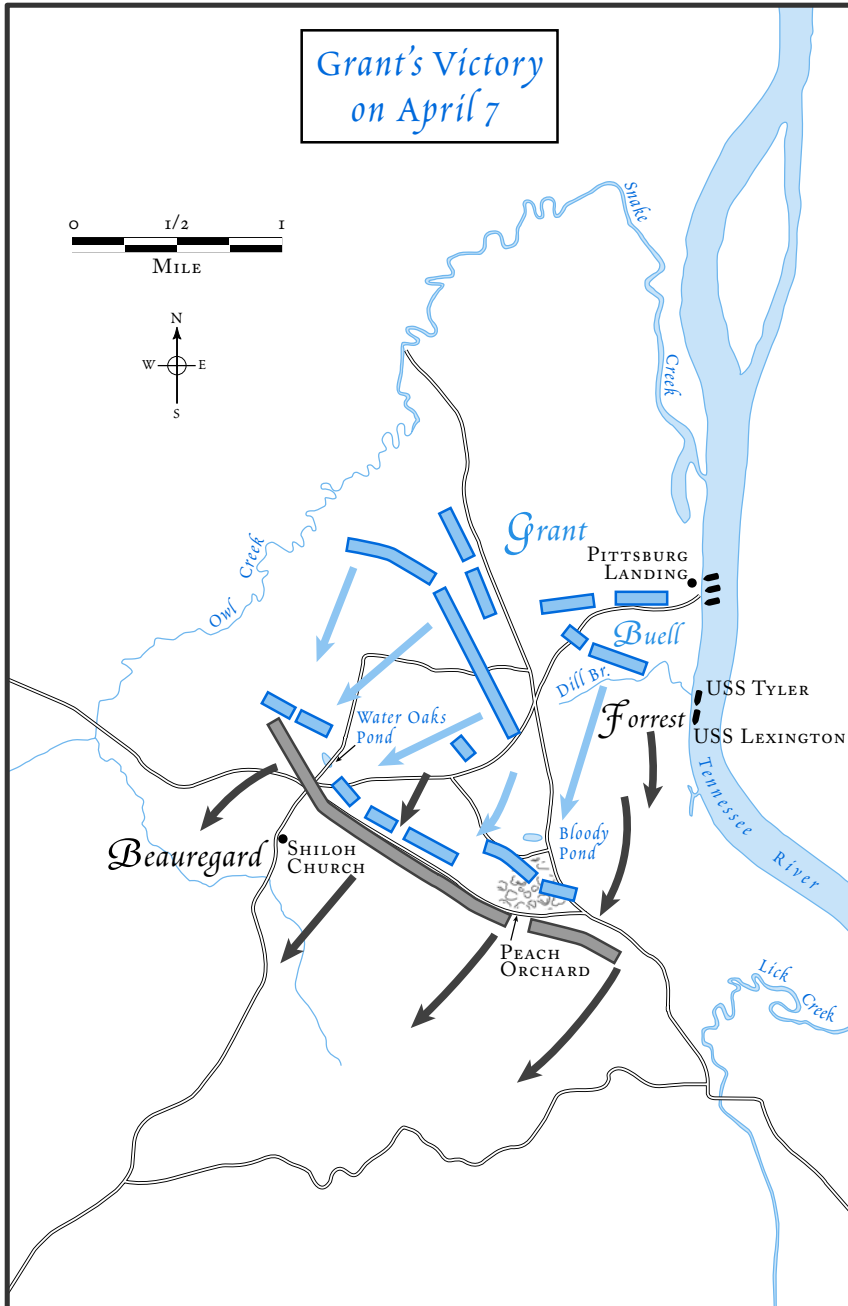 Grant's Victory
on April 7
0 1/2 1
Mile
N
W E
S
Snake
Creek
Owl Creek
Grant
Pittsburg
Landing
Buell
Dill Br.
USS Tyler
Forrest
USS Lexington
Water Oaks
Pond
Tennessee
River
Beauregard
Shiloh
Church
Bloody
Pond
Peach
Orchard
Lick
Creek